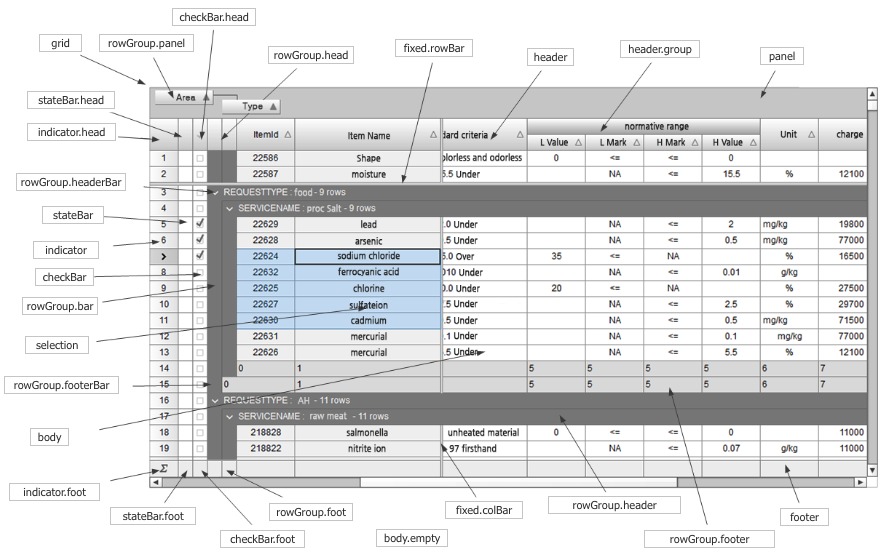 checkBar.head
grid
rowGroup.panel
rowGroup.head
fixed.rowBar
header
header.group
panel
stateBar.head
indicator.head
Area
Type
ItemId Item Name dard criteria normative range Unit charge
L Value L Mark H Mark H Value
1 22586 Shape olorless and odorless 0 <= <= 0
2 22587 moisture 5.5 Under NA <= 15.5 % 12100
rowGroup.headerBar
3 REQUESTTYPE : food - 9 rows
4 SERVICENAME : proc Salt - 9 rows
stateBar
5 22629 lead .0 Under NA <= 2 mg/kg 19800
indicator
6 22628 arsenic .5 Under NA <= 0.5 mg/kg 77000
22624 sodium chloride 5.0 Over 35 <= NA % 16500
checkBar
8 22632 ferrocyanic acid 010 Under NA <= 0.01 g/kg
9 22625 chlorine 0.0 Under 20 <= NA % 27500
rowGroup.bar
10 22627 sulfateion .5 Under NA <= 2.5 % 29700
11 22630 cadmium .5 Under NA <= 0.5 mg/kg 71500
selection
12 22631 mercurial .1 Under NA <= 0.1 mg/kg 77000
13 22626 mercurial .5 Under NA <= 5.5 % 12100
14 0 1 5 5 5 5 5 6 7
rowGroup.footerBar
15 0 1 5 5 5 5 5 6 7
16 REQUESTTYPE : AH - 11 rows
17 SERVICENAME : raw meat - 11 rows
body
18 218828 salmonella unheated material 0 <= <= 0 11000
19 218822 nitrite ion 97 firsthand NA <= 0.07 g/kg 11000
Σ
indicator.foot
stateBar.foot
checkBar.foot
rowGroup.foot
body.empty
fixed.colBar
rowGroup.header
rowGroup.footer
footer